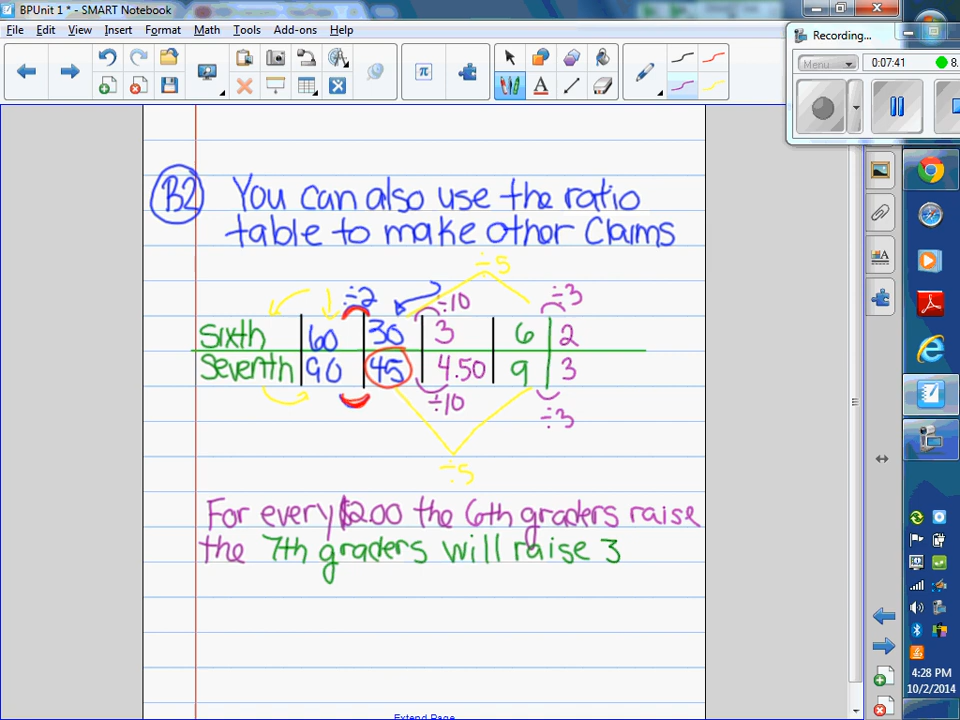 BPUnit 1 * - SMART Notebook
File Edit View Insert Format Math Tools Add-ons Help
Recording...
Menu 0:07:41 8.
B2 You can also use the ratio
table to make other Claims
÷5
÷2 ÷10 ÷3
Sixth 60 30 3 6 2
Seventh 90 45 4.50 9 3
÷10 ÷3
÷5
For every $2.00 the 6th graders raise
the 7th graders will raise 3
4:28 PM
10/2/2014
Extend Page